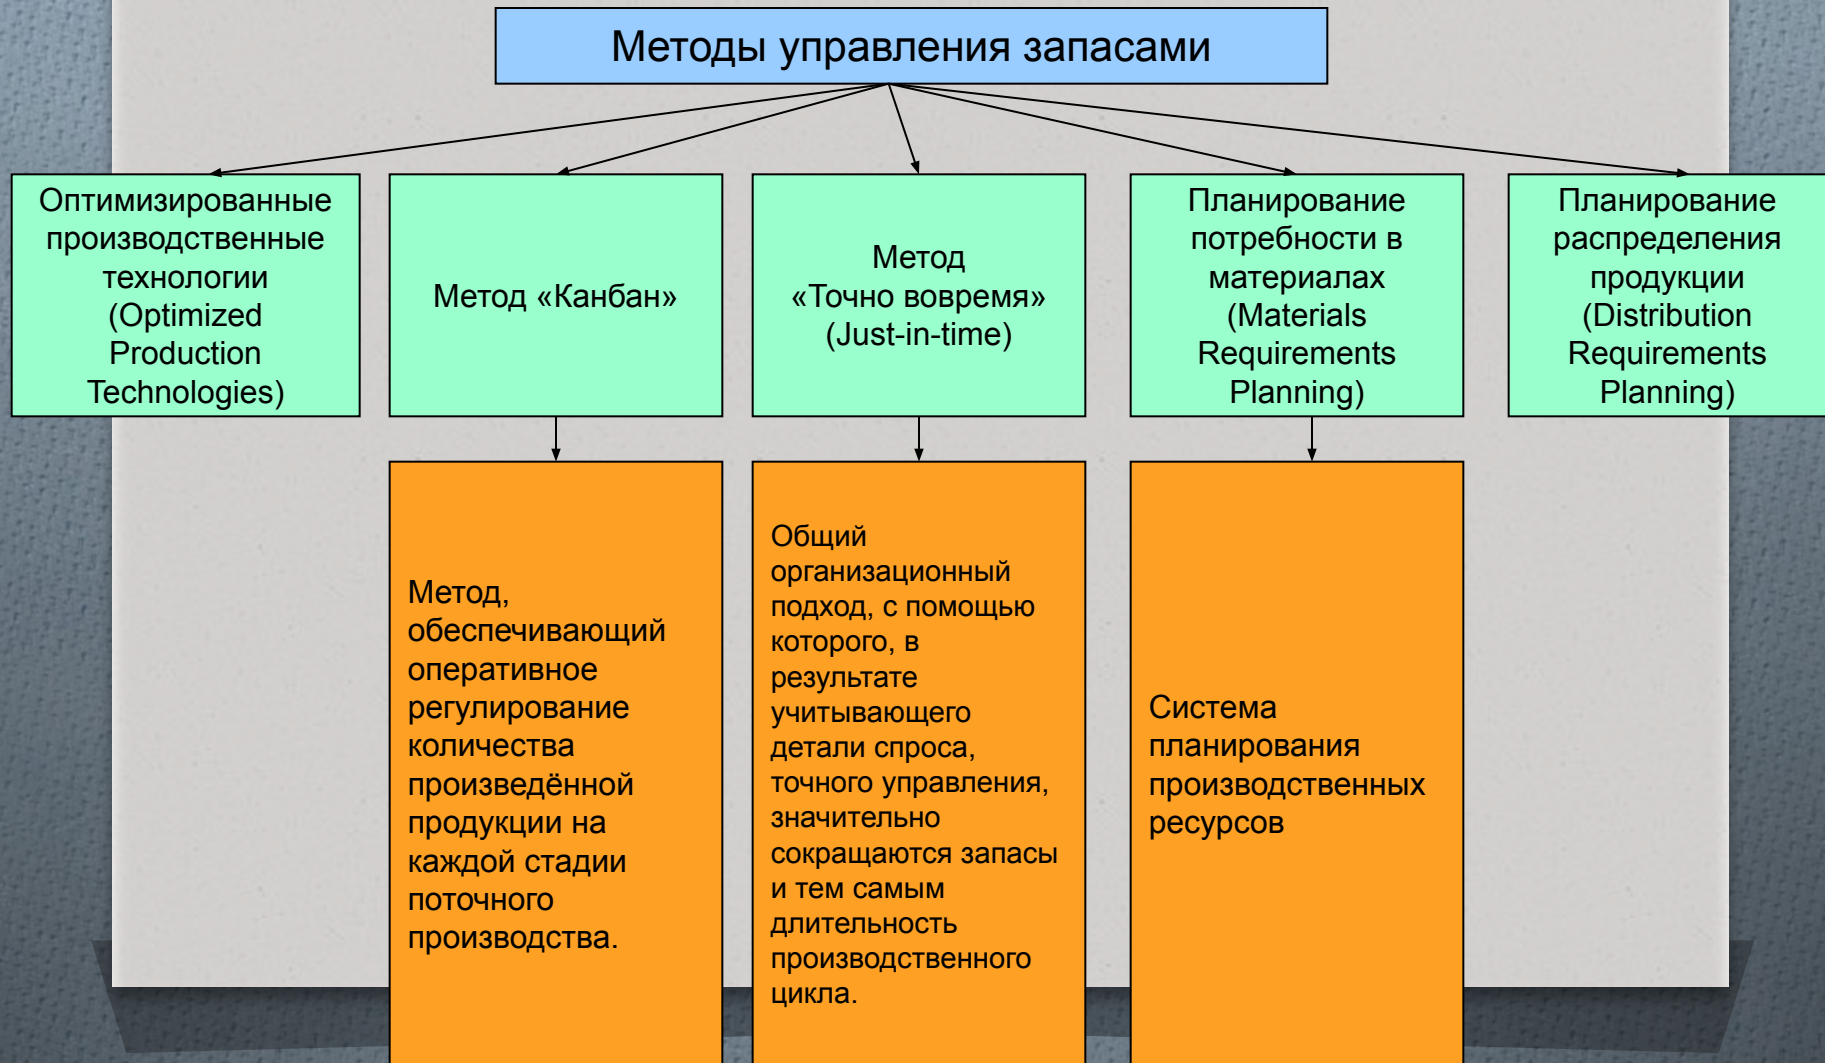 Методы управления запасами
Оптимизированные
производственные
технологии
(Optimized
Production
Technologies)
Метод «Канбан»
Метод
«Точно вовремя»
(Just-in-time)
Планирование
потребности в
материалах
(Materials
Requirements
Planning)
Планирование
распределения
продукции
(Distribution
Requirements
Planning)
Метод,
обеспечивающий
оперативное
регулирование
количества
произведённой
продукции на
каждой стадии
поточного
производства.
Общий
организационный
подход, с помощью
которого, в
результате
учитывающего
детали спроса,
точного управления,
значительно
сокращаются запасы
и тем самым
длительность
производственного
цикла.
Система
планирования
производственных
ресурсов